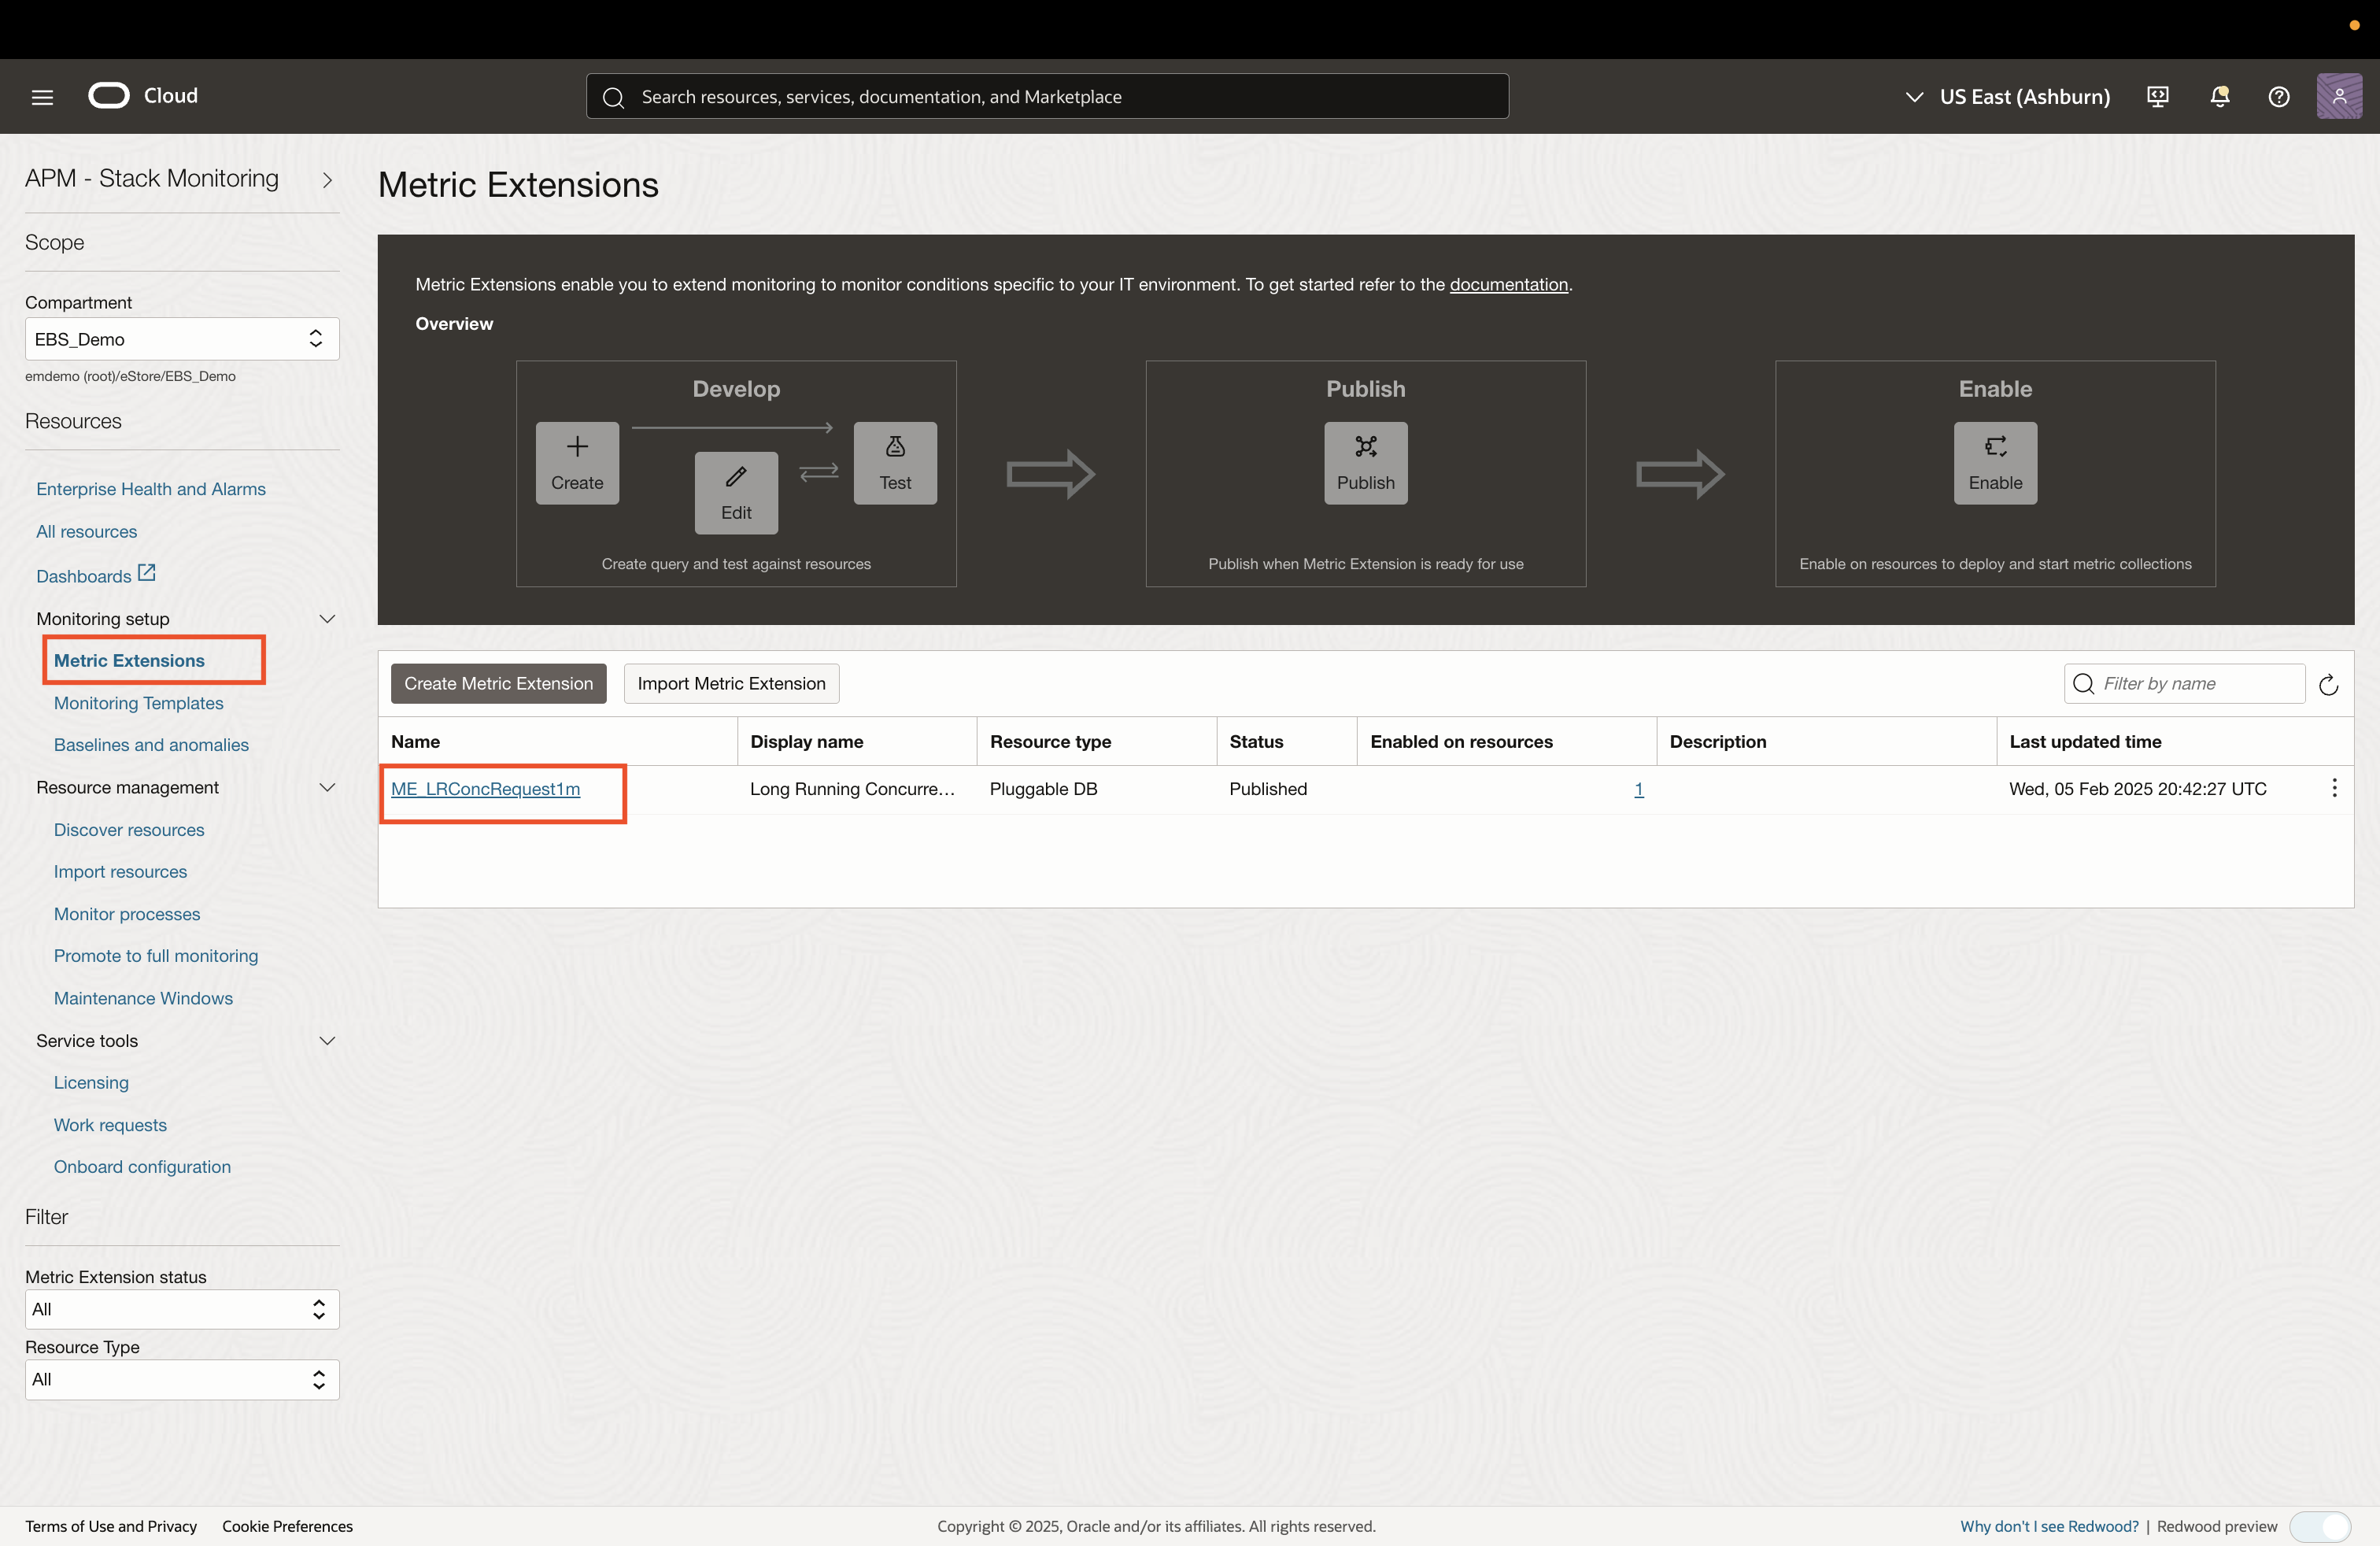 Cloud
Search resources, services, documentation, and Marketplace
US East (Ashburn)
APM - Stack Monitoring
Scope
Compartment
EBS_Demo
emdemo (root)/eStore/EBS_Demo
Resources
Enterprise Health and Alarms
All resources
Dashboards
Monitoring setup
Metric Extensions
Monitoring Templates
Baselines and anomalies
Resource management
Discover resources
Import resources
Monitor processes
Promote to full monitoring
Maintenance Windows
Service tools
Licensing
Work requests
Onboard configuration
Filter
Metric Extension status
All
Resource Type
All
Metric Extensions
Metric Extensions enable you to extend monitoring to monitor conditions specific to your IT environment. To get started refer to the documentation.
Overview
Develop
Create
Edit
Test
Create query and test against resources
Publish
Publish
Publish when Metric Extension is ready for use
Enable
Enable
Enable on resources to deploy and start metric collections
Create Metric Extension Import Metric Extension Filter by name
Name Display name Resource type Status Enabled on resources Description Last updated time
ME_LRConcRequest1m Long Running Concurre... Pluggable DB Published 1 Wed, 05 Feb 2025 20:42:27 UTC
Terms of Use and Privacy Cookie Preferences Copyright © 2025, Oracle and/or its affiliates. All rights reserved. Why don't I see Redwood? | Redwood preview